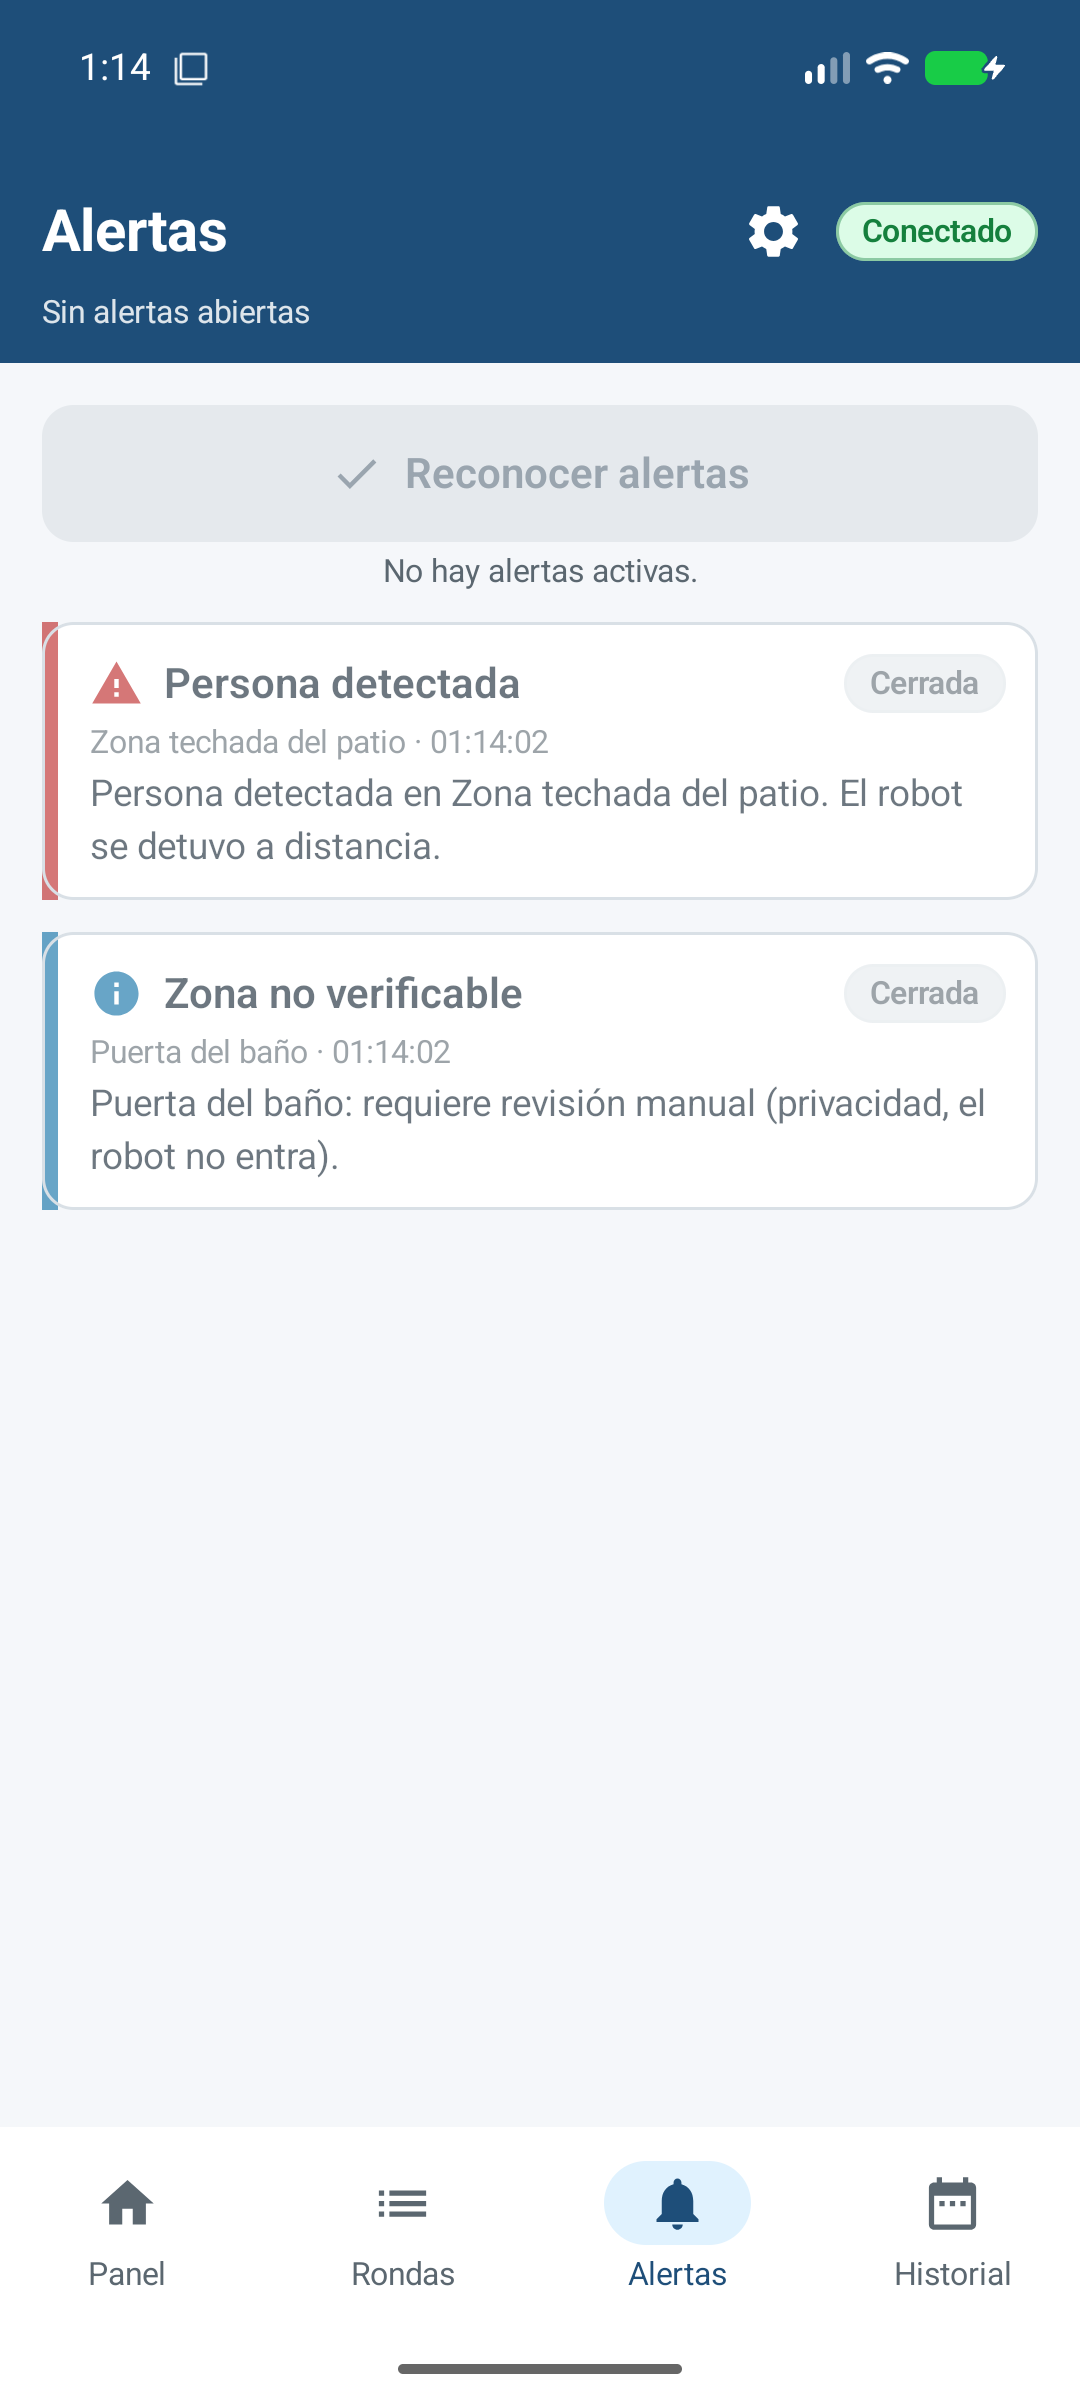 1:14
Alertas
Conectado
Sin alertas abiertas
Reconocer alertas
No hay alertas activas.
Persona detectada
Cerrada
Zona techada del patio · 01:14:02
Persona detectada en Zona techada del patio. El robot
se detuvo a distancia.
Zona no verificable
Cerrada
Puerta del baño · 01:14:02
Puerta del baño: requiere revisión manual (privacidad, el
robot no entra).
Panel
Rondas
Alertas
Historial